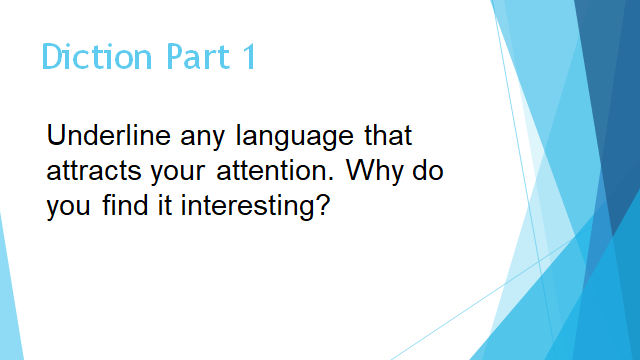 Diction Part 1
Underline any language that
attracts your attention. Why do
you find it interesting?